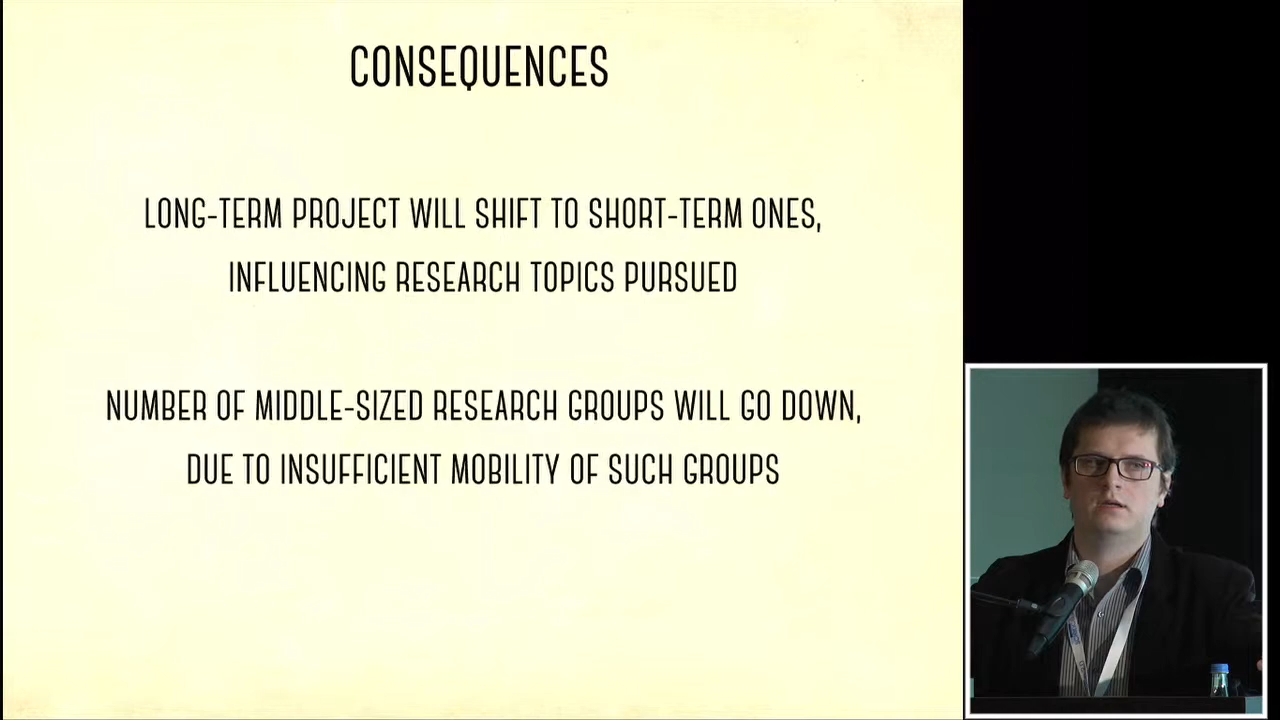 CONSEQUENCES
LONG-TERM PROJECT WILL SHIFT TO SHORT-TERM ONES,
INFLUENCING RESEARCH TOPICS PURSUED
NUMBER OF MIDDLE-SIZED RESEARCH GROUPS WILL GO DOWN,
DUE TO INSUFFICIENT MOBILITY OF SUCH GROUPS